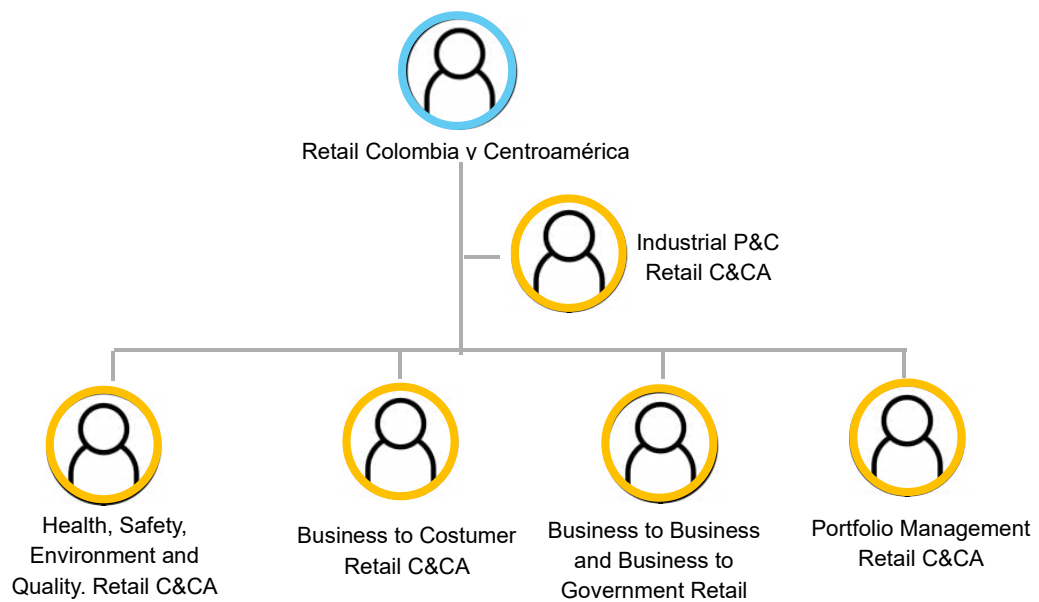 Retail Colombia y Centroamérica
Industrial P&C
Retail C&CA
Health, Safety,
Environment and
Quality. Retail C&CA
Business to Costumer
Retail C&CA
Business to Business
and Business to
Government Retail
Portfolio Management
Retail C&CA